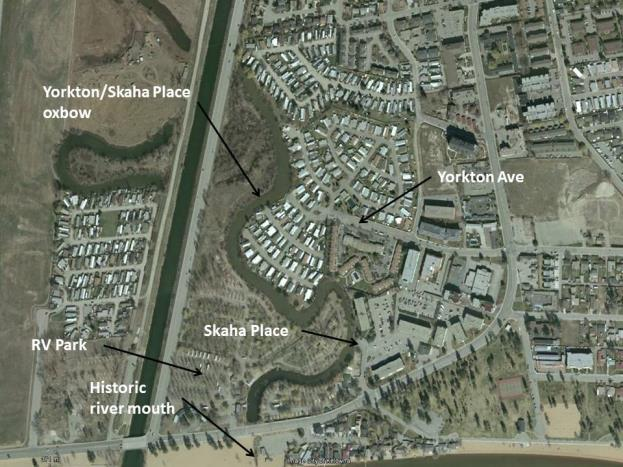 Yorkton/Skaha Place
oxbow
Yorkton Ave
Skaha Place
RV Park
Historic
river mouth